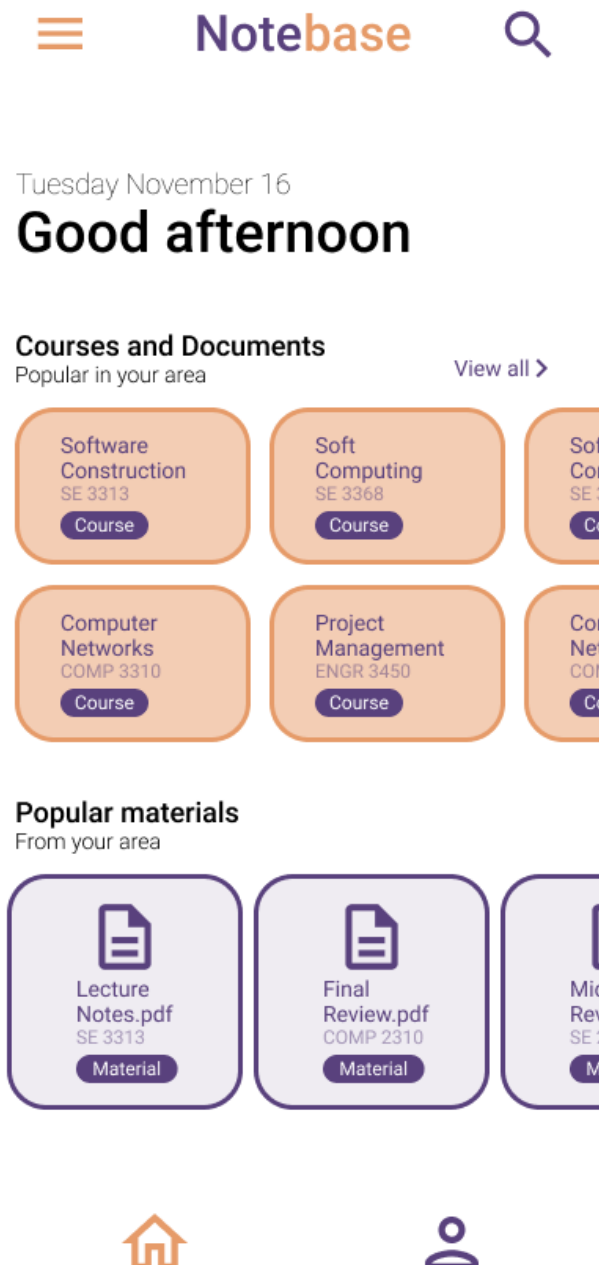 Notebase
Tuesday November 16
Good afternoon
Courses and Documents
Popular in your area
View all
Software
Construction
SE 3313
Course
Soft
Computing
SE 3368
Course
Computer
Networks
COMP 3310
Course
Project
Management
ENGR 3450
Course
Popular materials
From your area
Lecture
Notes.pdf
SE 3313
Material
Final
Review.pdf
COMP 2310
Material